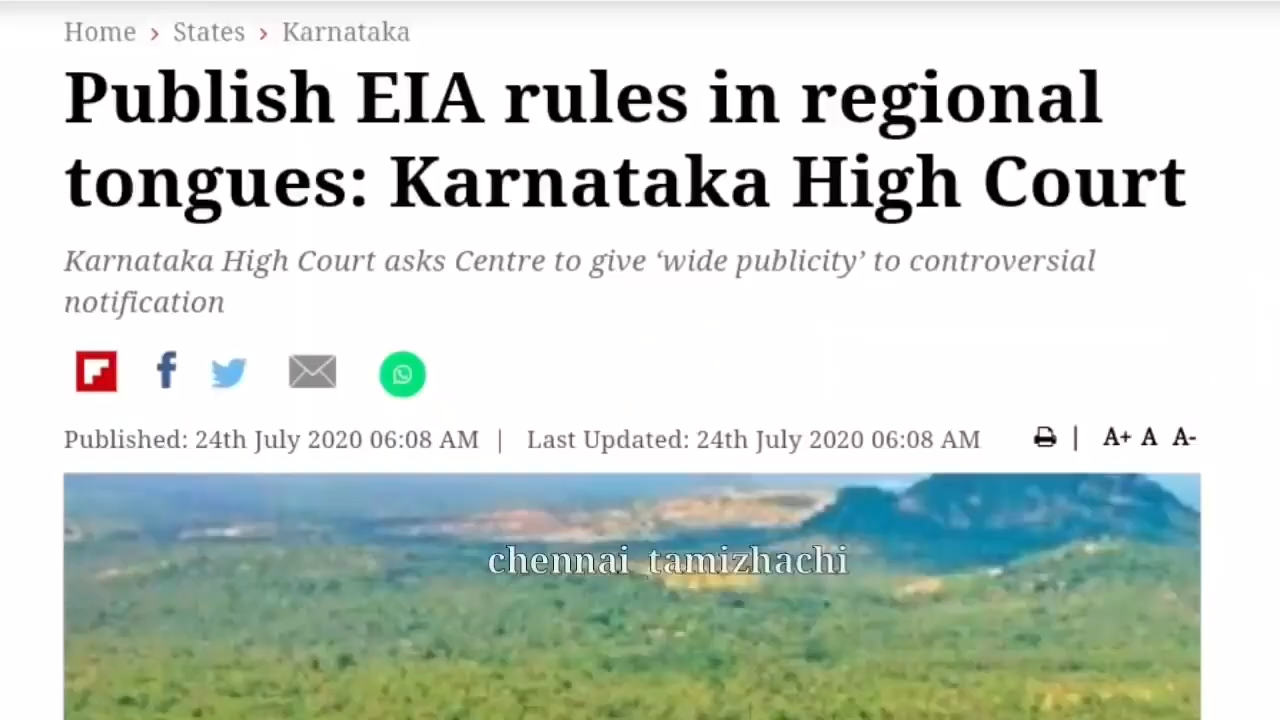 Home › States › Karnataka
Publish EIA rules in regional
tongues: Karnataka High Court
Karnataka High Court asks Centre to give ‘wide publicity’ to controversial
notification
Published: 24th July 2020 06:08 AM | Last Updated: 24th July 2020 06:08 AM | A+ A A-
chennai tamizhachi